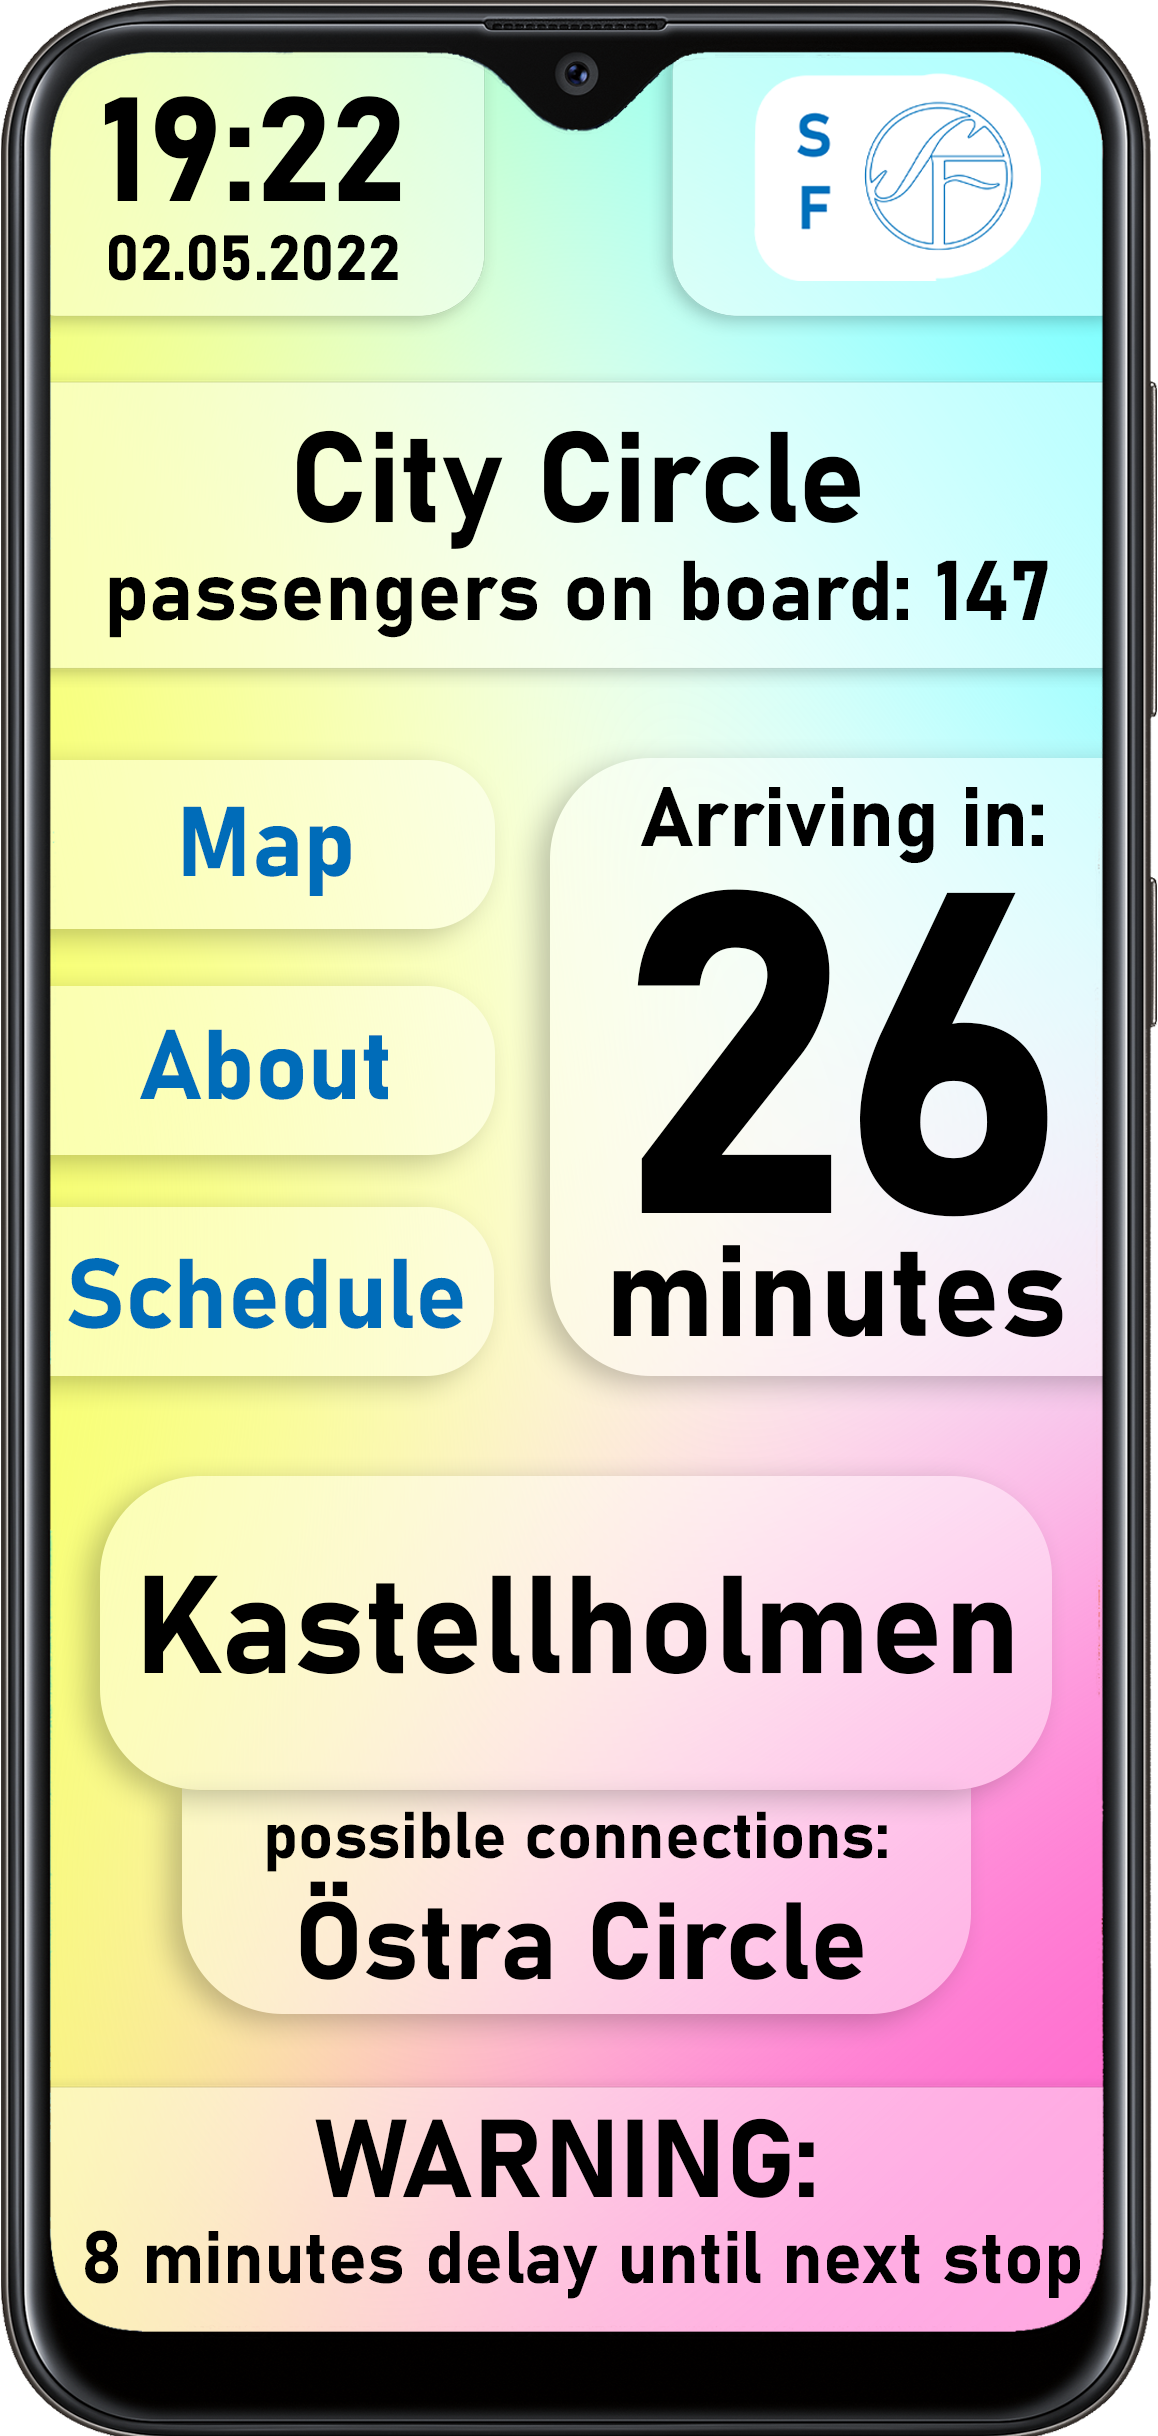 19:22
02.05.2022
S
F
City Circle
passengers on board: 147
Map
About
Schedule
Arriving in:
26
minutes
Kastellholmen
possible connections:
Östra Circle
WARNING:
8 minutes delay until next stop